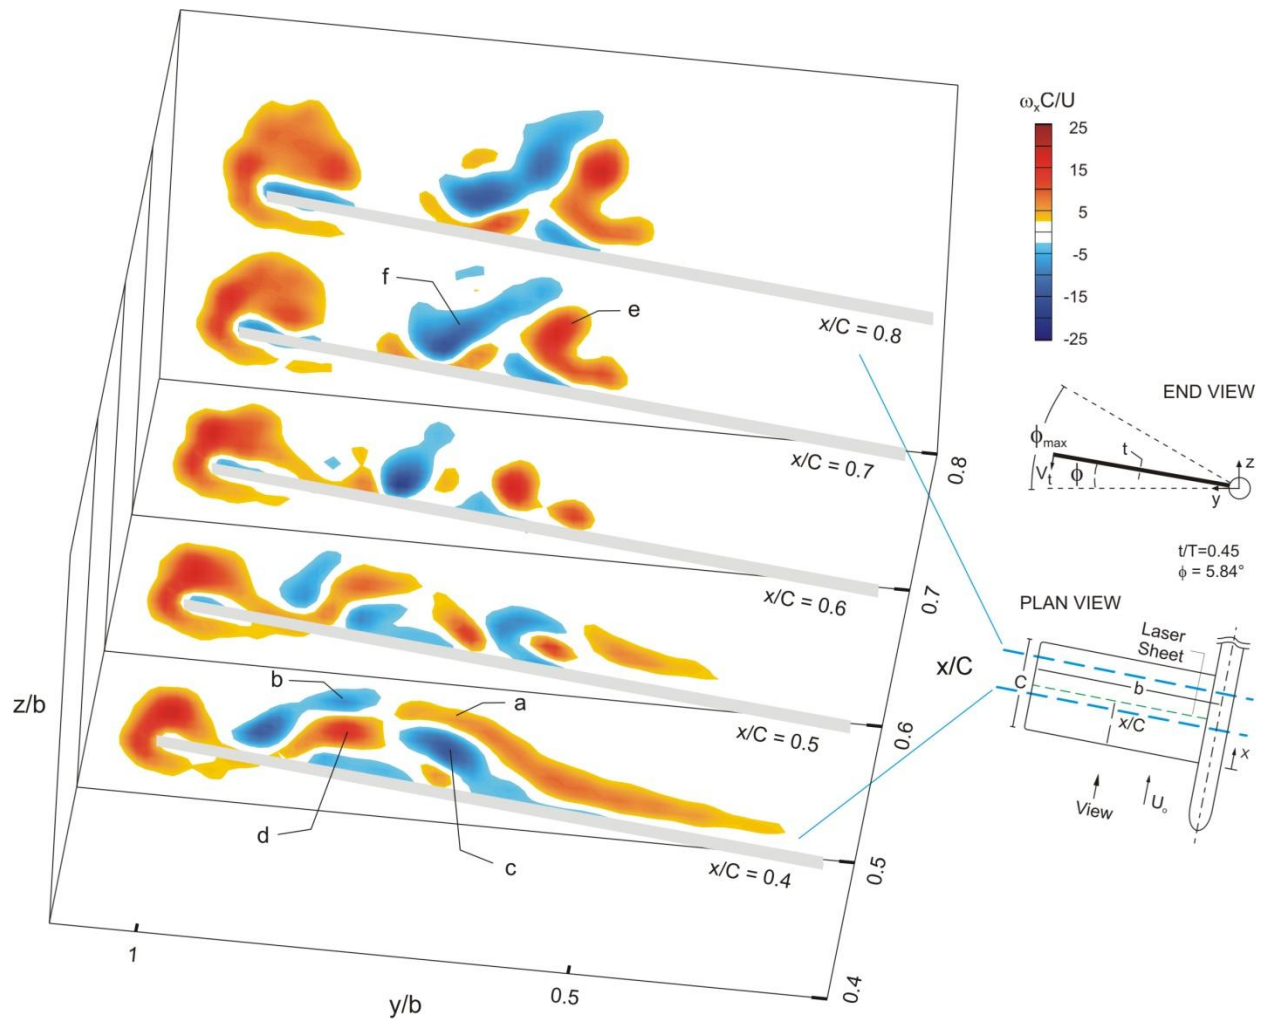 ωₓC/U
25
15
5
-5
-15
-25
f
e
x/C = 0.8
END VIEW
ϕmax
t
z
Vt
ϕ
y
x/C = 0.7
0.8
t/T=0.45
ϕ = 5.84°
x/C = 0.6
0.7
PLAN VIEW
Laser
Sheet
x/C
C
b
x/C
x
View
Uₒ
b
a
z/b
x/C = 0.5
0.6
d
c
x/C = 0.4
0.5
1
0.5
0.4
y/b